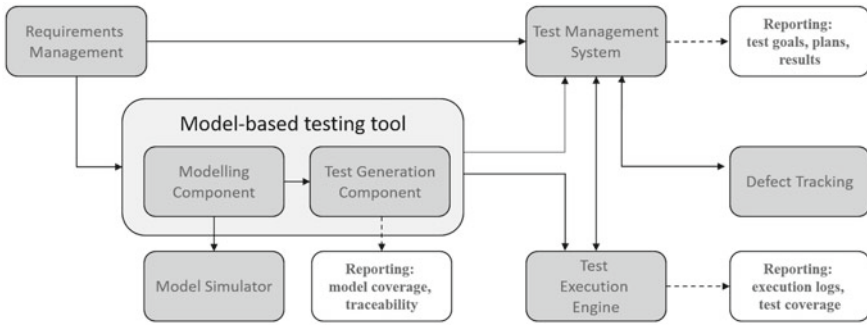 Requirements
Management
Test Management
System
Reporting:
test goals, plans,
results
Model-based testing tool
Modelling
Component
Test Generation
Component
Defect Tracking
Model Simulator
Reporting:
model coverage,
traceability
Test
Execution
Engine
Reporting:
execution logs,
test coverage